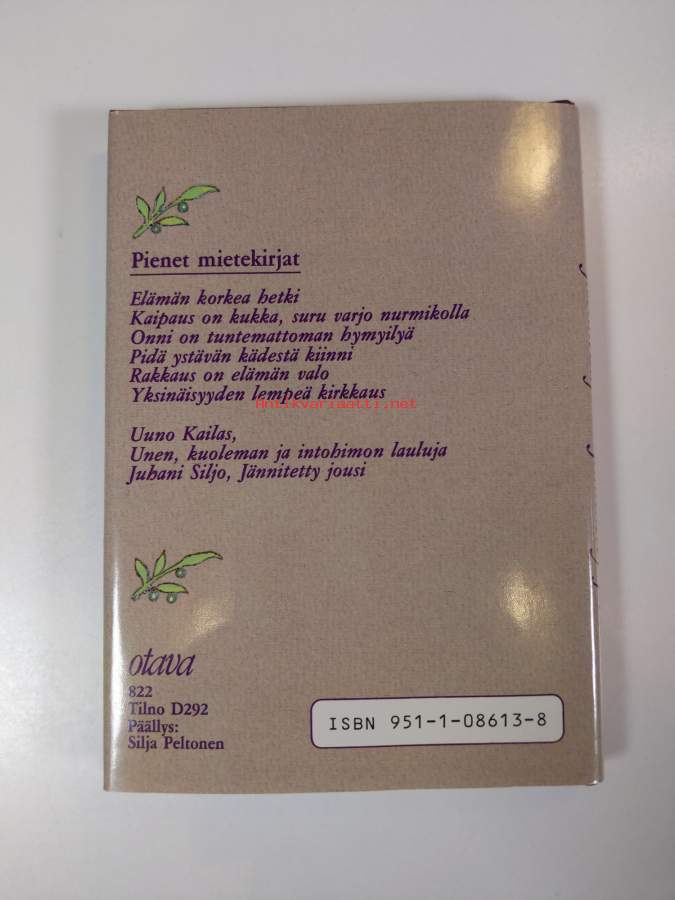 Pienet mietekirjat
Elämän korkea hetki
Kaipaus on kukka, suru varjo nurmikolla
Onni on tuntemattoman hymyilyä
Pidä ystävän kädestä kiinni
Rakkaus on elämän valo
Yksinäisyyden lempeä kirkkaus
Antikvariaatti.net
Uuno Kailas,
Unen, kuoleman ja intohimon lauluja
Juhani Siljo, Jännitetty jousi
otava
822
Tilno D292
Päällys:
Silja Peltonen
ISBN 951-1-08613-8